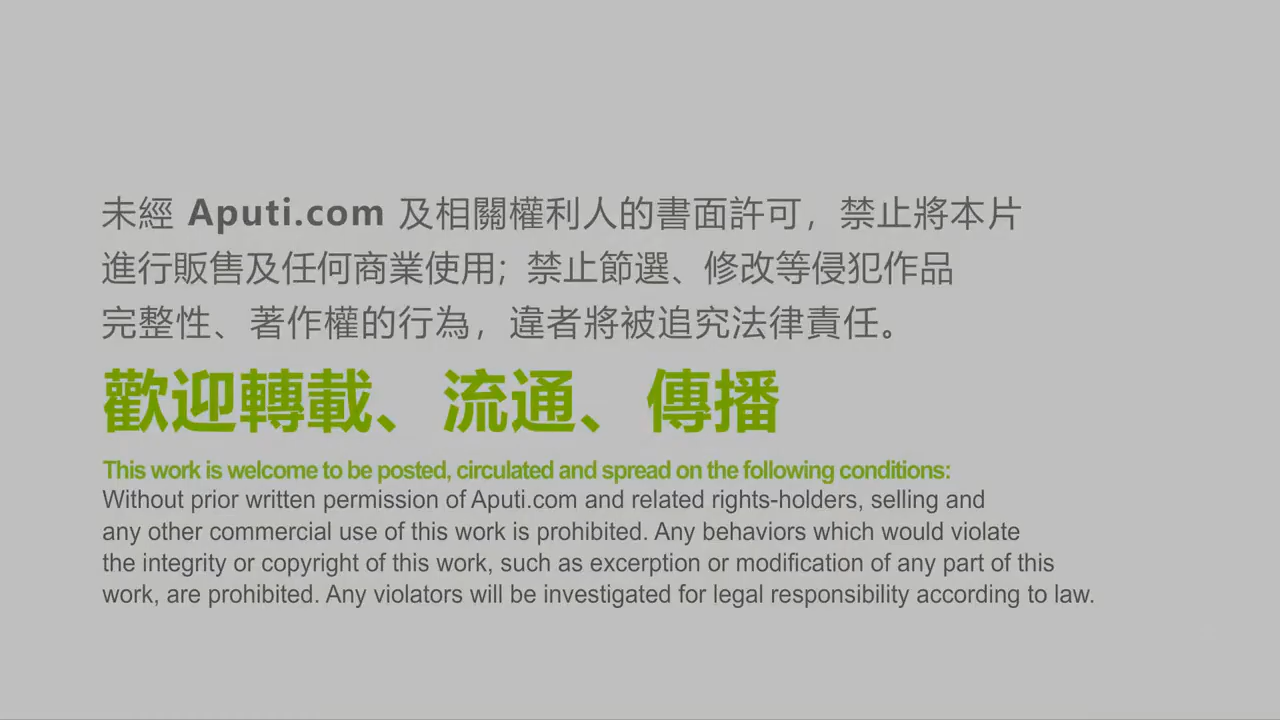 未經 Aputi.com 及相關權利人的書面許可，禁止將本片
進行販售及任何商業使用；禁止節選、修改等侵犯作品
完整性、著作權的行為，違者將被追究法律責任。
歡迎轉載、流通、傳播
This work is welcome to be posted, circulated and spread on the following conditions:
Without prior written permission of Aputi.com and related rights-holders, selling and
any other commercial use of this work is prohibited. Any behaviors which would violate
the integrity or copyright of this work, such as excerption or modification of any part of this
work, are prohibited. Any violators will be investigated for legal responsibility according to law.